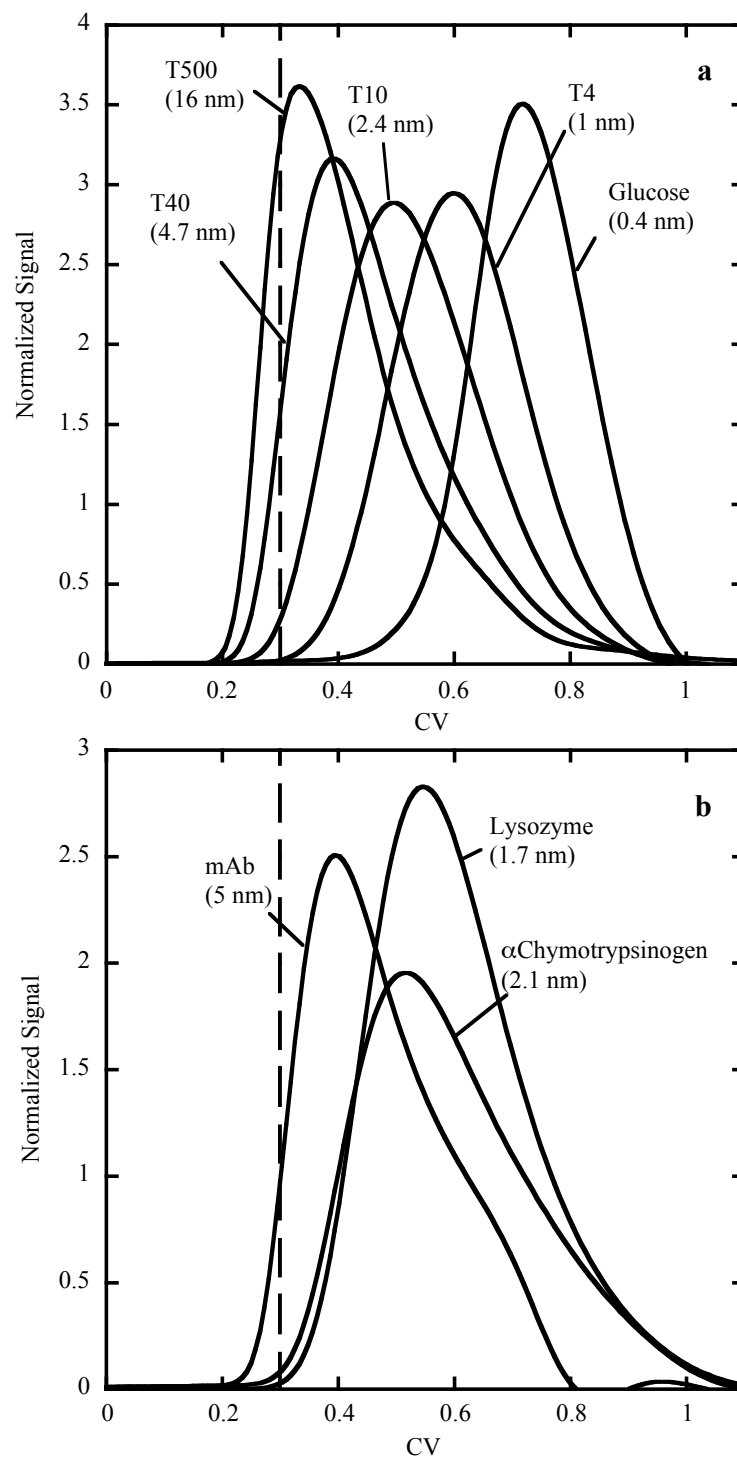 4
3.5
3
2.5
2
1.5
1
0.5
0
Normalized Signal
a
T500
(16 nm)
T10
(2.4 nm)
T4
(1 nm)
Glucose
(0.4 nm)
T40
(4.7 nm)
0 0.2 0.4 0.6 0.8 1
CV
3
2.5
2
1.5
1
0.5
0
Normalized Signal
b
mAb
(5 nm)
Lysozyme
(1.7 nm)
αChymotrypsinogen
(2.1 nm)
0 0.2 0.4 0.6 0.8 1
CV